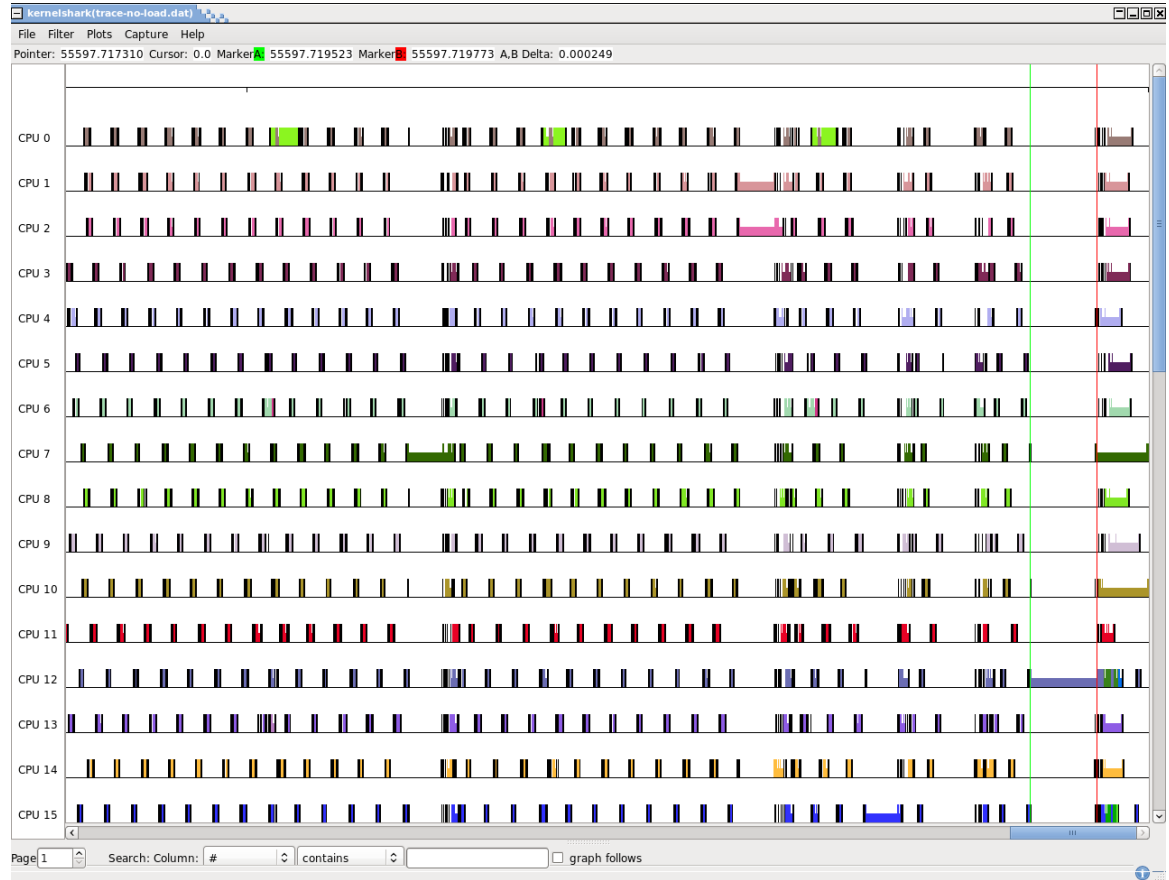 kernelshark(trace-no-load.dat)
File Filter Plots Capture Help
Pointer: 55597.717310 Cursor: 0.0 MarkerA: 55597.719523 MarkerB: 55597.719773 A,B Delta: 0.000249
CPU 0
CPU 1
CPU 2
CPU 3
CPU 4
CPU 5
CPU 6
CPU 7
CPU 8
CPU 9
CPU 10
CPU 11
CPU 12
CPU 13
CPU 14
CPU 15
Page 1 Search: Column: # contains graph follows